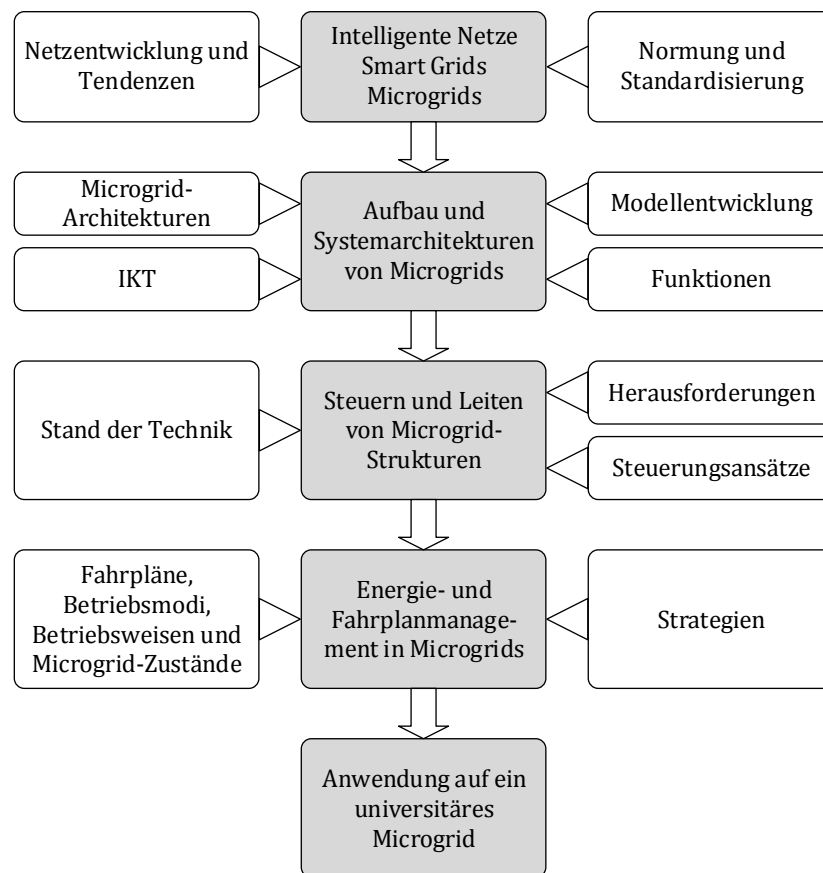 Netzentwicklung und
Tendenzen
Intelligente Netze
Smart Grids
Microgrids
Normung und
Standardisierung
Microgrid-
Architekturen
IKT
Aufbau und
Systemarchitekturen
von Microgrids
Modellentwicklung
Funktionen
Stand der Technik
Steuern und Leiten
von Microgrid-
Strukturen
Herausforderungen
Steuerungsansätze
Fahrpläne,
Betriebsmodi,
Betriebsweisen und
Microgrid-Zustände
Energie- und
Fahrplanmanage-
ment in Microgrids
Strategien
Anwendung auf ein
universitäres
Microgrid